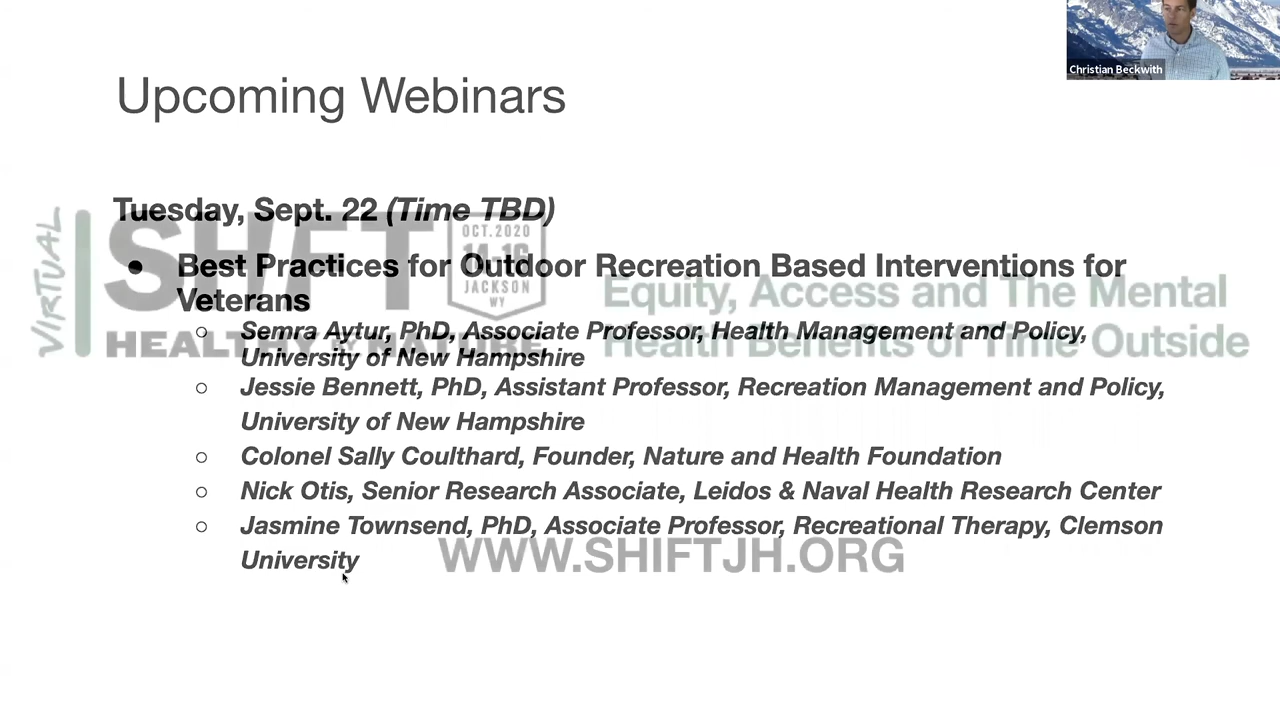 Christian Beckwith
Upcoming Webinars
Tuesday, Sept. 22 (Time TBD)
● Best Practices for Outdoor Recreation Based Interventions for
Veterans
○ Semra Aytur, PhD, Associate Professor, Health Management and Policy,
University of New Hampshire
○ Jessie Bennett, PhD, Assistant Professor, Recreation Management and Policy,
University of New Hampshire
○ Colonel Sally Coulthard, Founder, Nature and Health Foundation
○ Nick Otis, Senior Research Associate, Leidos & Naval Health Research Center
○ Jasmine Townsend, PhD, Associate Professor, Recreational Therapy, Clemson
University
VIRTUAL
SHIFT
OCT.2020
14-16
JACKSON
WY
HEALTH & NATURE
Equity, Access and The Mental
Health Benefits of Time Outside
WWW.SHIFTJH.ORG